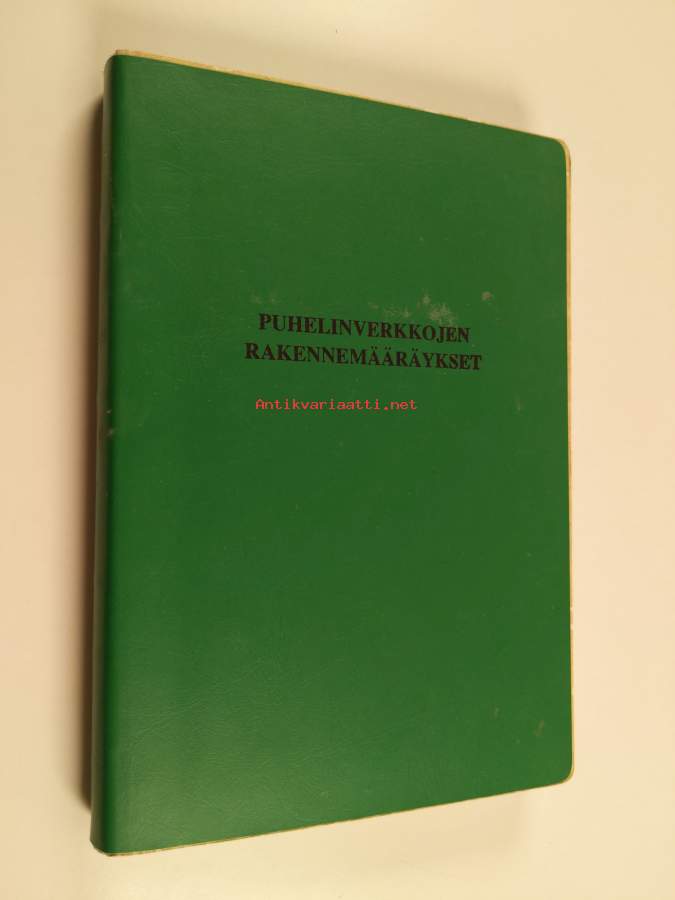 PUHELINVERKKOJEN
RAKENNEMÄÄRÄYKSET
Antikvariaatti.net